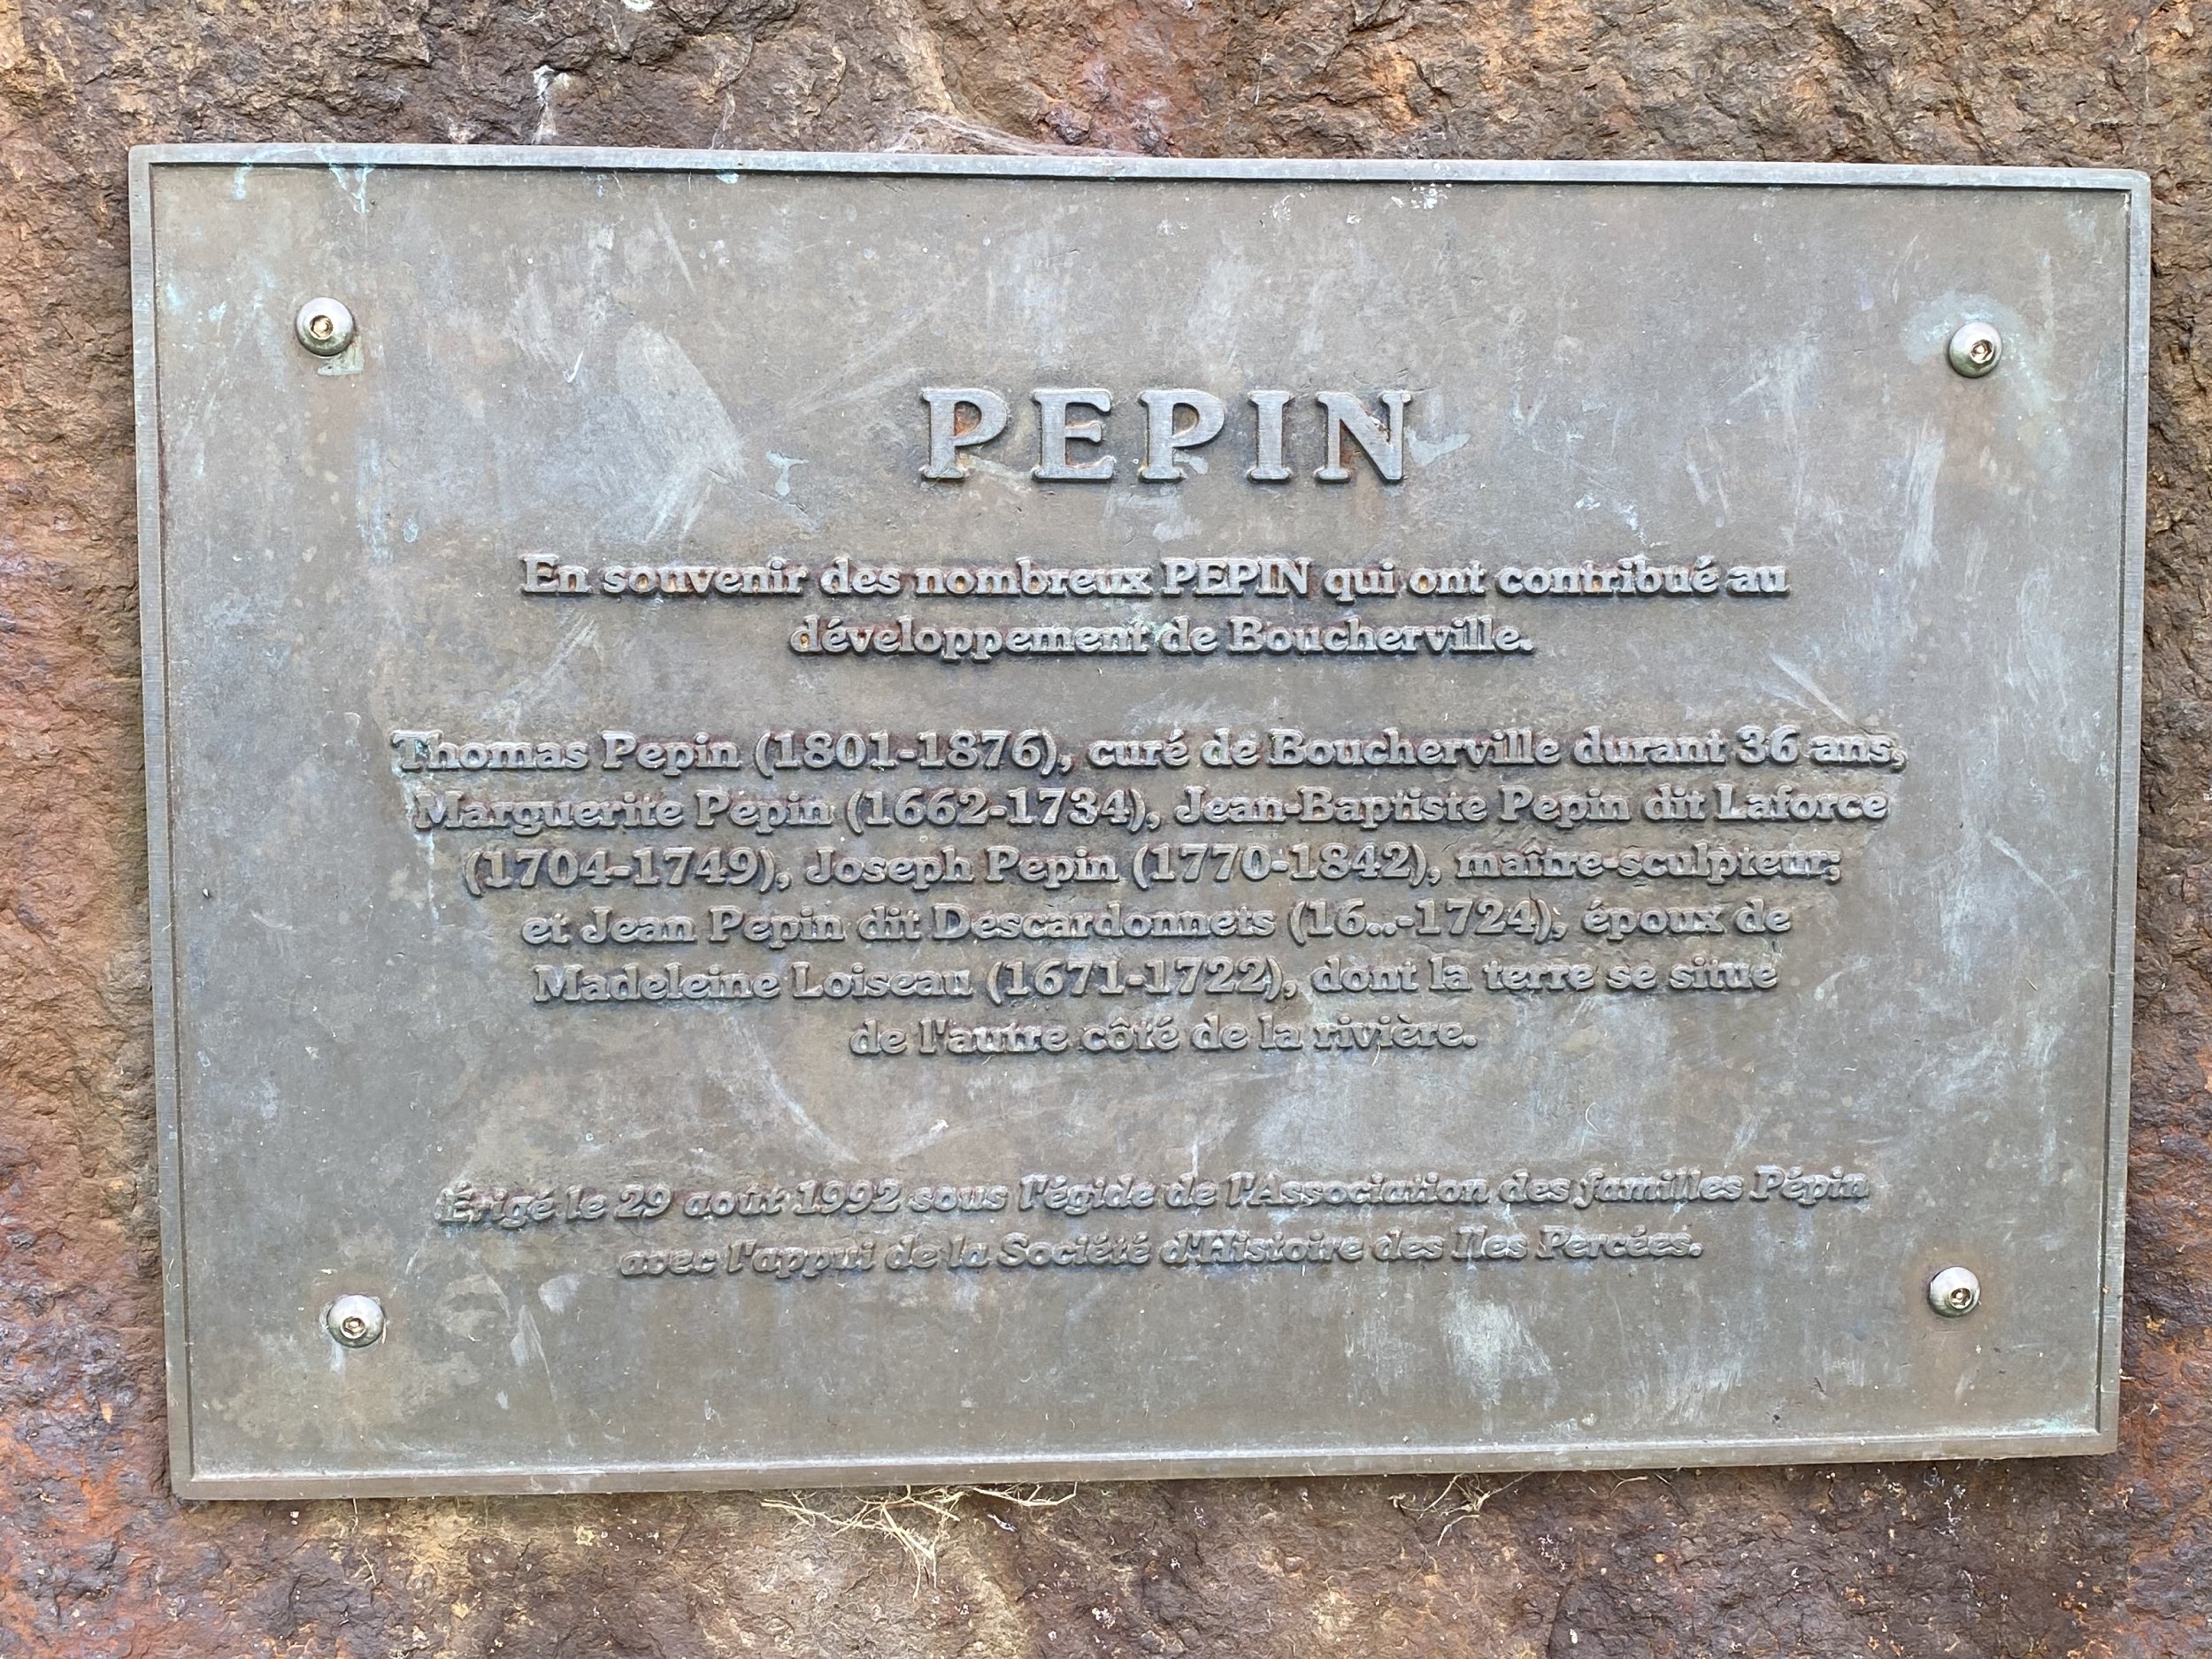 PEPIN
En souvenir des nombreux PEPIN qui ont contribué au
développement de Boucherville.
Thomas Pepin (1801-1876), curé de Boucherville durant 36 ans,
Marguerite Pepin (1662-1734), Jean-Baptiste Pepin dit Laforce
(1704-1749), Joseph Pepin (1770-1842), maître-sculpteur;
et Jean Pepin dit Descardonnets (16..-1724); époux de
Madeleine Loiseau (1671-1722), dont la terre se situe
de l'autre côté de la rivière.
Érigé le 29 août 1992 sous l'égide de l'Association des familles Pépin
avec l'appui de la Société d'Histoire des Iles Percées.